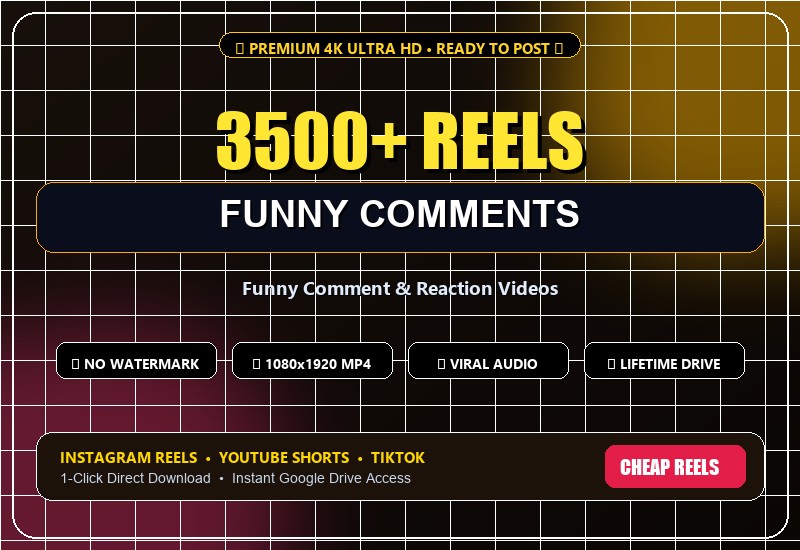 PREMIUM 4K ULTRA HD • READY TO POST
3500+ REELS
FUNNY COMMENTS
Funny Comment & Reaction Videos
NO WATERMARK
1080x1920 MP4
VIRAL AUDIO
LIFETIME DRIVE
INSTAGRAM REELS • YOUTUBE SHORTS • TIKTOK
1-Click Direct Download • Instant Google Drive Access
CHEAP REELS